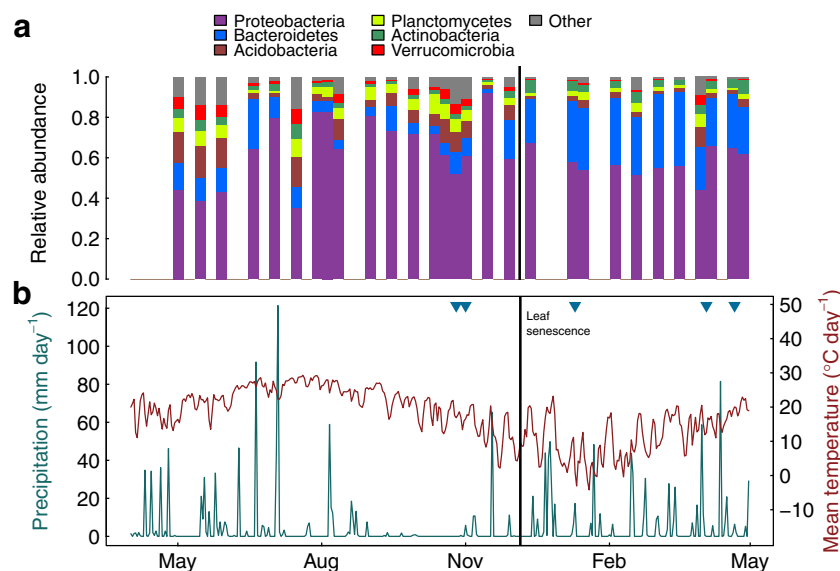 a
Proteobacteria
Bacteroidetes
Acidobacteria
Planctomycetes
Actinobacteria
Verrucomicrobia
Other
Relative abundance
1.0
0.8
0.6
0.4
0.2
0.0
b
Precipitation (mm day⁻¹)
120
100
80
60
40
20
0
Leaf
senescence
50
40
30
20
10
0
−10
Mean temperature (°C day⁻¹)
May
Aug
Nov
Feb
May